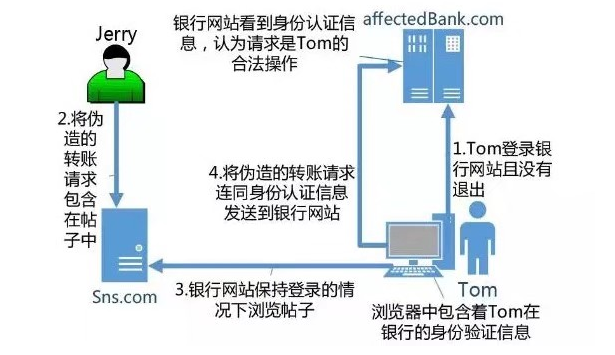 Jerry
银行网站看到身份认证信
息，认为请求是Tom的
合法操作
affectedBank.com
2.将伪
造的
转账
请求
包含
在帖
子中
4.将伪造的转账请求
连同身份认证信息
发送到银行网站
1.Tom登录银
行网站且没有
退出
Sns.com
3.银行网站保持登录的情
况下浏览帖子
Tom
浏览器中包含着Tom在
银行的身份验证信息